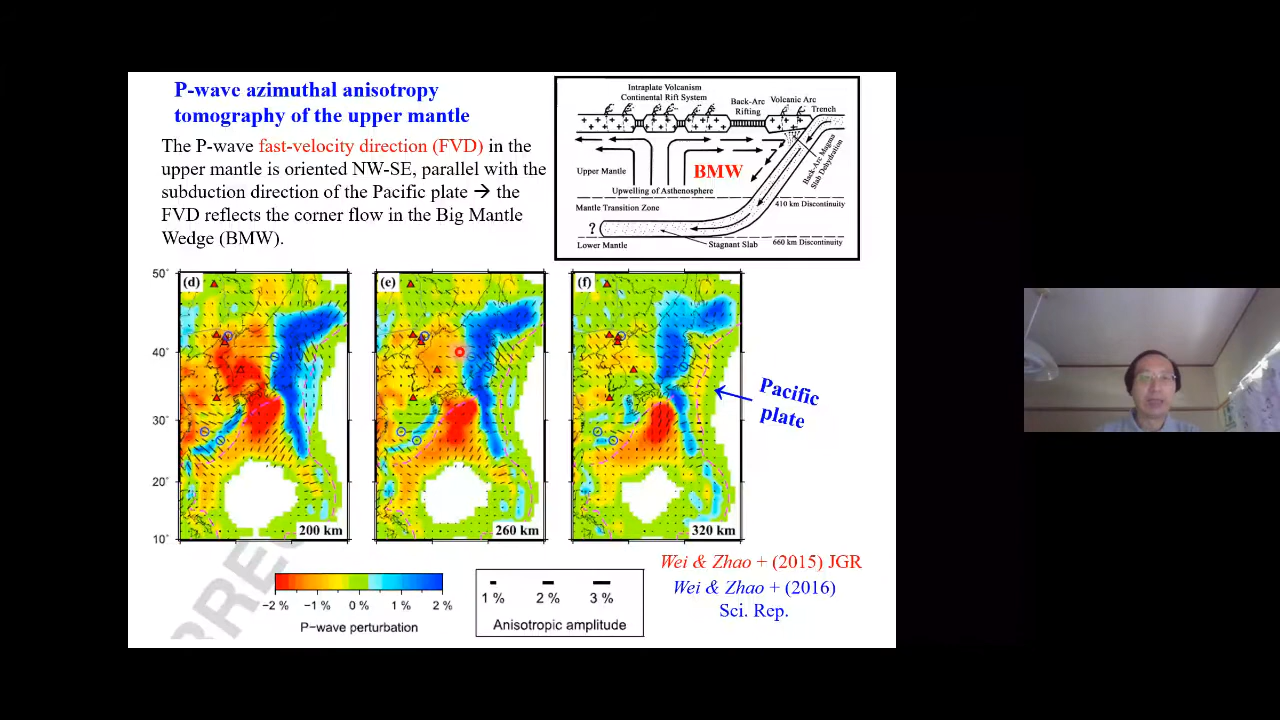 P-wave azimuthal anisotropy
tomography of the upper mantle
The P-wave fast-velocity direction (FVD) in the
upper mantle is oriented NW-SE, parallel with the
subduction direction of the Pacific plate → the
FVD reflects the corner flow in the Big Mantle
Wedge (BMW).
Intraplate Volcanism
Continental Rift System
Back-Arc
Rifting
Volcanic Arc
Trench
Back-Arc Magma
Slab Dehydration
Upper Mantle
BMW
Upwelling of Asthenosphere
Mantle Transition Zone
410 km Discontinuity
?
Stagnant Slab
Lower Mantle
660 km Discontinuity
50°
40°
30°
20°
10°
(d)
200 km
(e)
260 km
(f)
320 km
Pacific
plate
RREC
−2 % −1 % 0 % 1 % 2 %
P−wave perturbation
1 % 2 % 3 %
Anisotropic amplitude
Wei & Zhao + (2015) JGR
Wei & Zhao + (2016)
Sci. Rep.